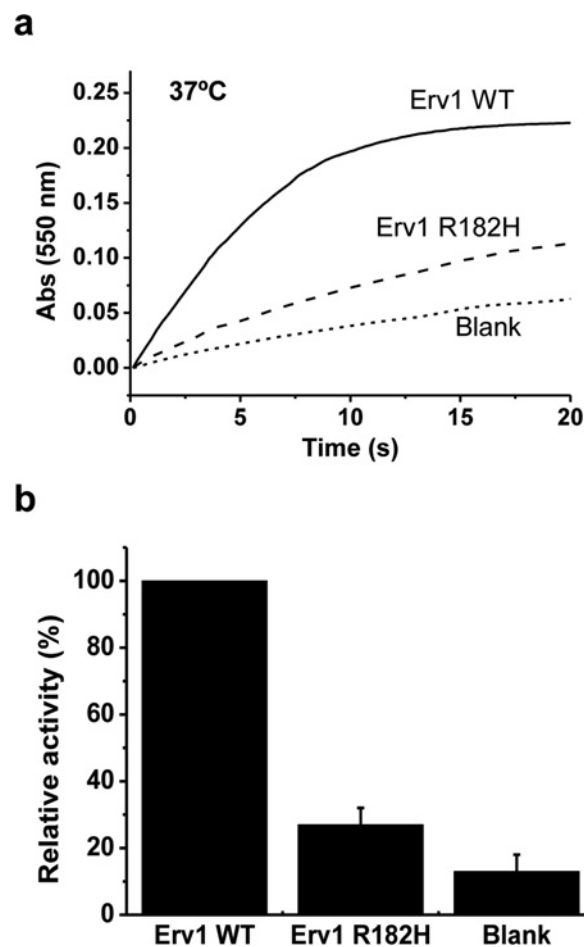 a
37ºC
Erv1 WT
Erv1 R182H
Blank
Abs (550 nm)
0.25
0.20
0.15
0.10
0.05
0.00
0 5 10 15 20
Time (s)
b
Relative activity (%)
100
80
60
40
20
0
Erv1 WT Erv1 R182H Blank